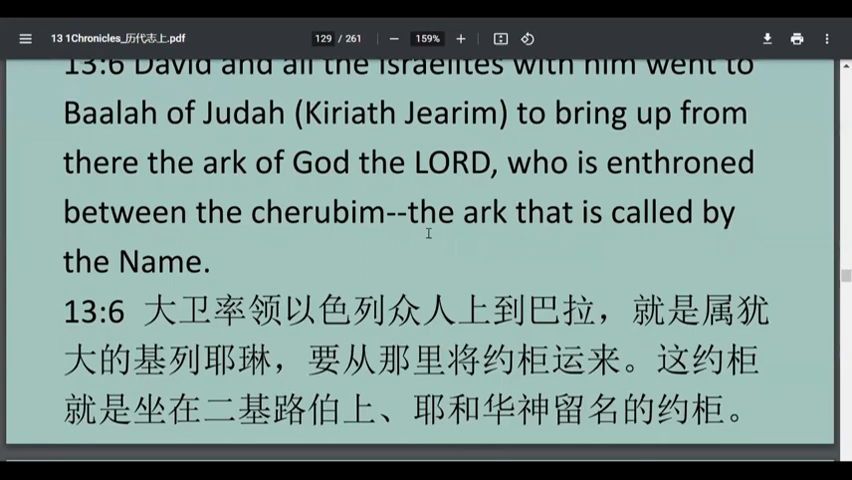 13 1Chronicles_历代志上.pdf
129 / 261
159%
13:6 David and all the Israelites with him went to
Baalah of Judah (Kiriath Jearim) to bring up from
there the ark of God the LORD, who is enthroned
between the cherubim--the ark that is called by
the Name.
13:6 大卫率领以色列众人上到巴拉，就是属犹
大的基列耶琳，要从那里将约柜运来。这约柜
就是坐在二基路伯上、耶和华神留名的约柜。